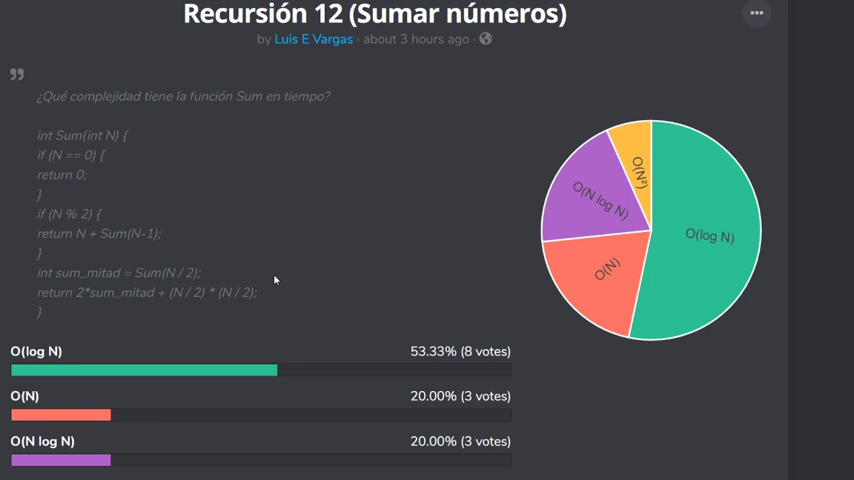 Recursión 12 (Sumar números)
by Luis E Vargas · about 3 hours ago ·
¿Qué complejidad tiene la función Sum en tiempo?
int Sum(int N) {
if (N == 0) {
return 0;
}
if (N % 2) {
return N + Sum(N-1);
}
int sum_mitad = Sum(N / 2);
return 2*sum_mitad + (N / 2) * (N / 2);
}
O(log N) 53.33% (8 votes)
O(N) 20.00% (3 votes)
O(N log N) 20.00% (3 votes)
O(N²)
O(N log N)
O(log N)
O(N)